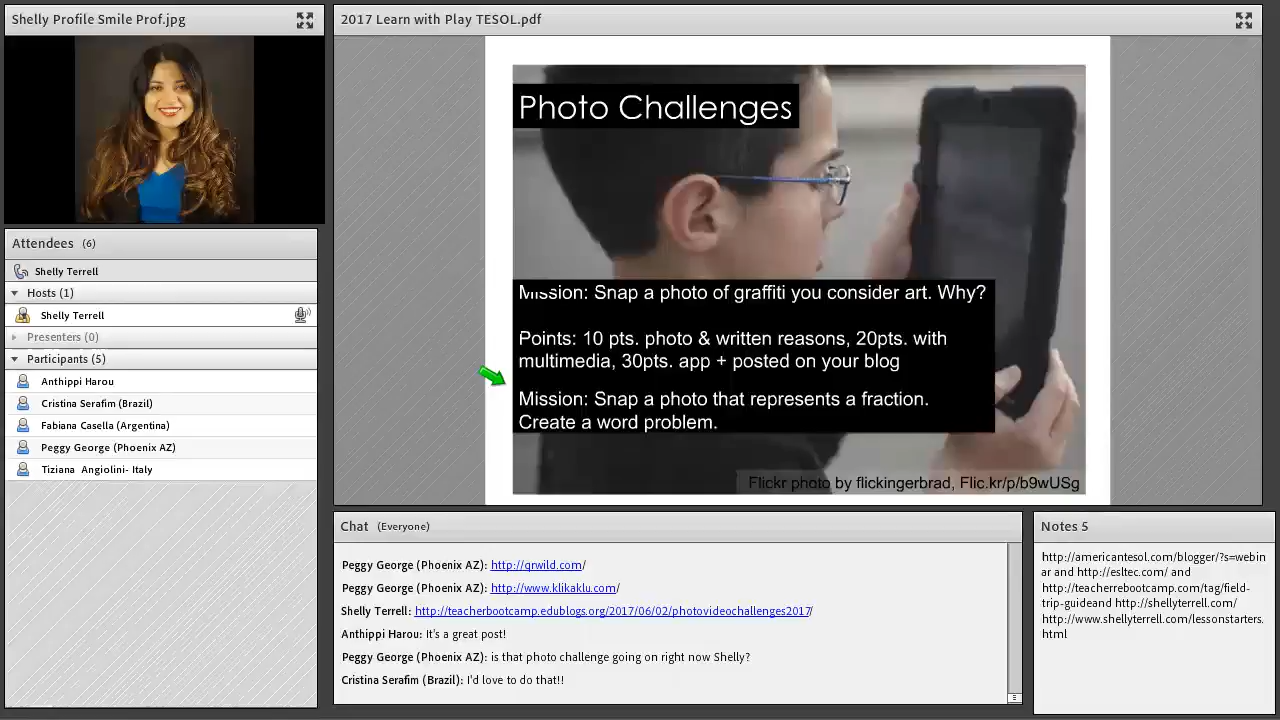 Shelly Profile Smile Prof.jpg
2017 Learn with Play TESOL.pdf
Photo Challenges
Mission: Snap a photo of graffiti you consider art. Why?
Points: 10 pts. photo & written reasons, 20pts. with
multimedia, 30pts. app + posted on your blog
Mission: Snap a photo that represents a fraction.
Create a word problem.
Flickr photo by flickingerbrad, Flic.kr/p/b9wUSg
Attendees (6)
Shelly Terrell
Hosts (1)
Shelly Terrell
Presenters (0)
Participants (5)
Anthippi Harou
Cristina Serafim (Brazil)
Fabiana Casella (Argentina)
Peggy George (Phoenix AZ)
Tiziana Angiolini- Italy
Chat (Everyone)
Peggy George (Phoenix AZ): http://qrwild.com/
Peggy George (Phoenix AZ): http://www.klikaklu.com/
Shelly Terrell: http://teacherbootcamp.edublogs.org/2017/06/02/photovideochallenges2017/
Anthippi Harou: It's a great post!
Peggy George (Phoenix AZ): is that photo challenge going on right now Shelly?
Cristina Serafim (Brazil): I'd love to do that!!
Notes 5
http://americantesol.com/blogger/?s=webin
ar and http://esltec.com/ and
http://teacherrebootcamp.com/tag/field-
trip-guideand http://shellyterrell.com/
http://www.shellyterrell.com/lessonstarters.
html